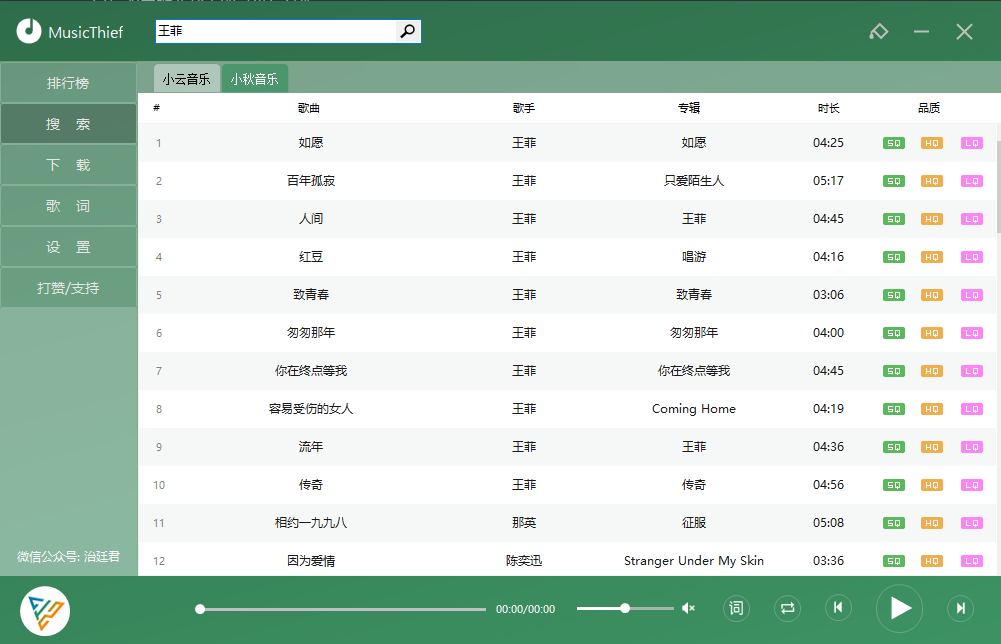 MusicThief 王菲
排行榜
搜 索
下 载
歌 词
设 置
打赏/支持
微信公众号: 治廷君
小云音乐 小秋音乐
# 歌曲 歌手 专辑 时长 品质
1 如愿 王菲 如愿 04:25 SQ HQ LQ
2 百年孤寂 王菲 只爱陌生人 05:17 SQ HQ LQ
3 人间 王菲 王菲 04:45 SQ HQ LQ
4 红豆 王菲 唱游 04:16 SQ HQ LQ
5 致青春 王菲 致青春 03:06 SQ HQ LQ
6 匆匆那年 王菲 匆匆那年 04:00 SQ HQ LQ
7 你在终点等我 王菲 你在终点等我 04:45 SQ HQ LQ
8 容易受伤的女人 王菲 Coming Home 04:19 SQ HQ LQ
9 流年 王菲 王菲 04:36 SQ HQ LQ
10 传奇 王菲 传奇 04:56 SQ HQ LQ
11 相约一九九八 那英 征服 05:08 SQ HQ LQ
12 因为爱情 陈奕迅 Stranger Under My Skin 03:36 SQ HQ LQ
00:00/00:00 词